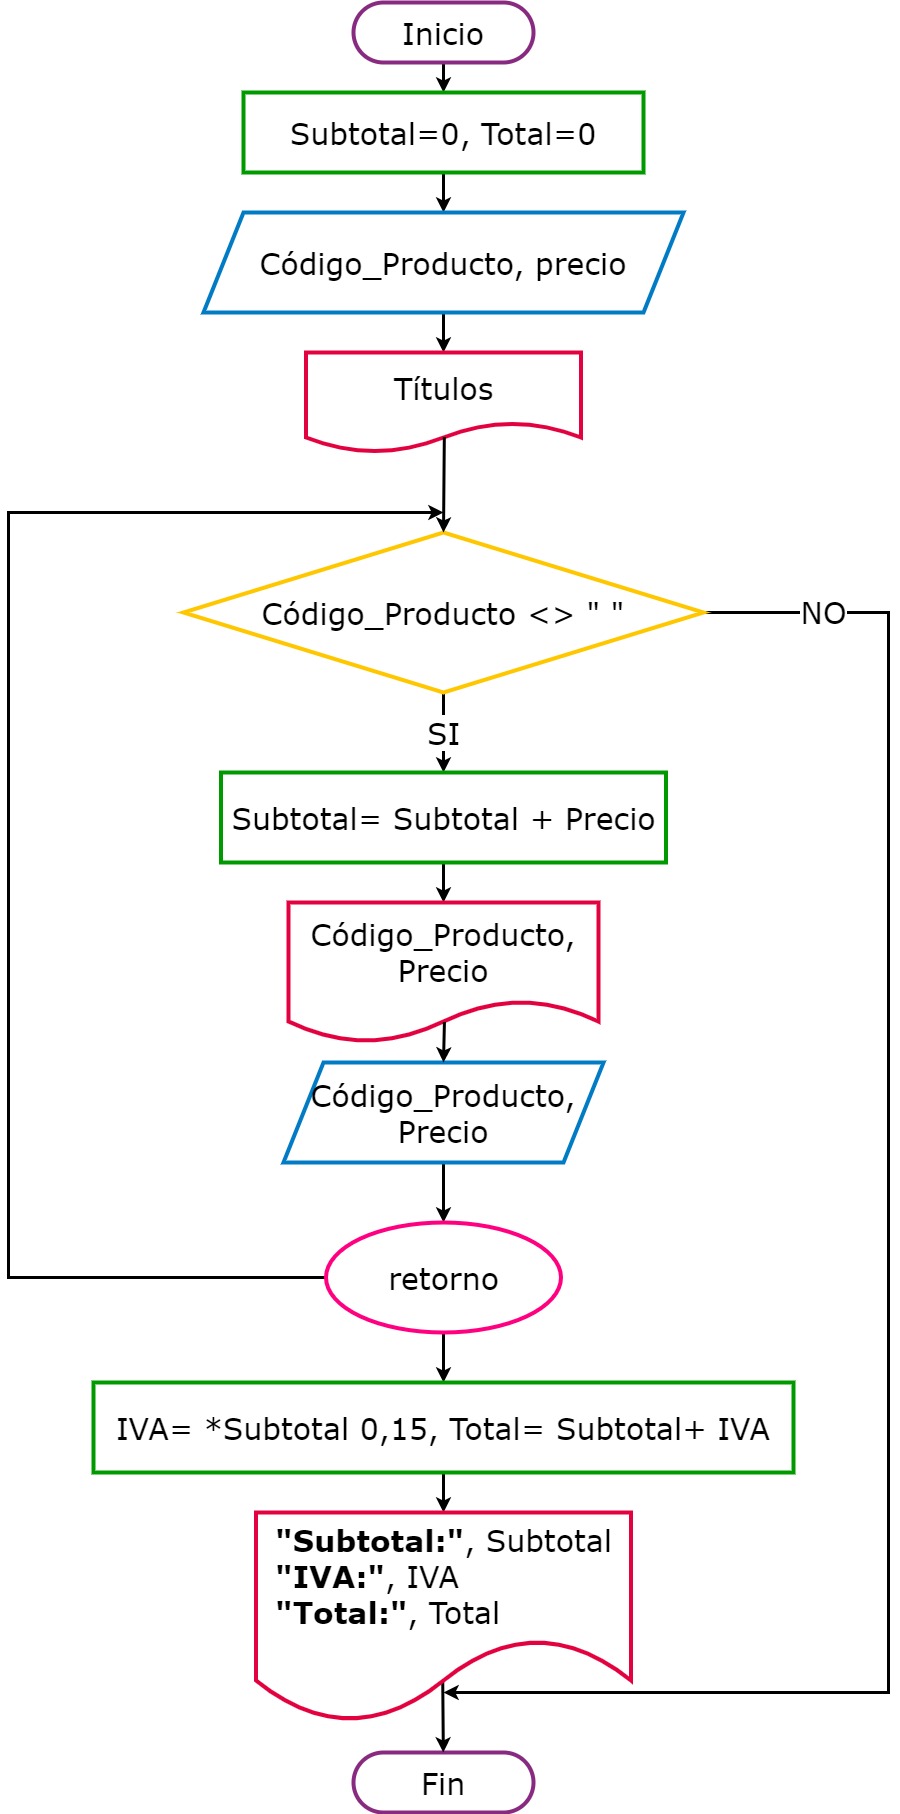 Inicio
Subtotal=0, Total=0
Código_Producto, precio
Títulos
Código_Producto <> " "
NO
SI
Subtotal= Subtotal + Precio
Código_Producto,
Precio
Código_Producto,
Precio
retorno
IVA= *Subtotal 0,15, Total= Subtotal+ IVA
"Subtotal:", Subtotal
"IVA:", IVA
"Total:", Total
Fin